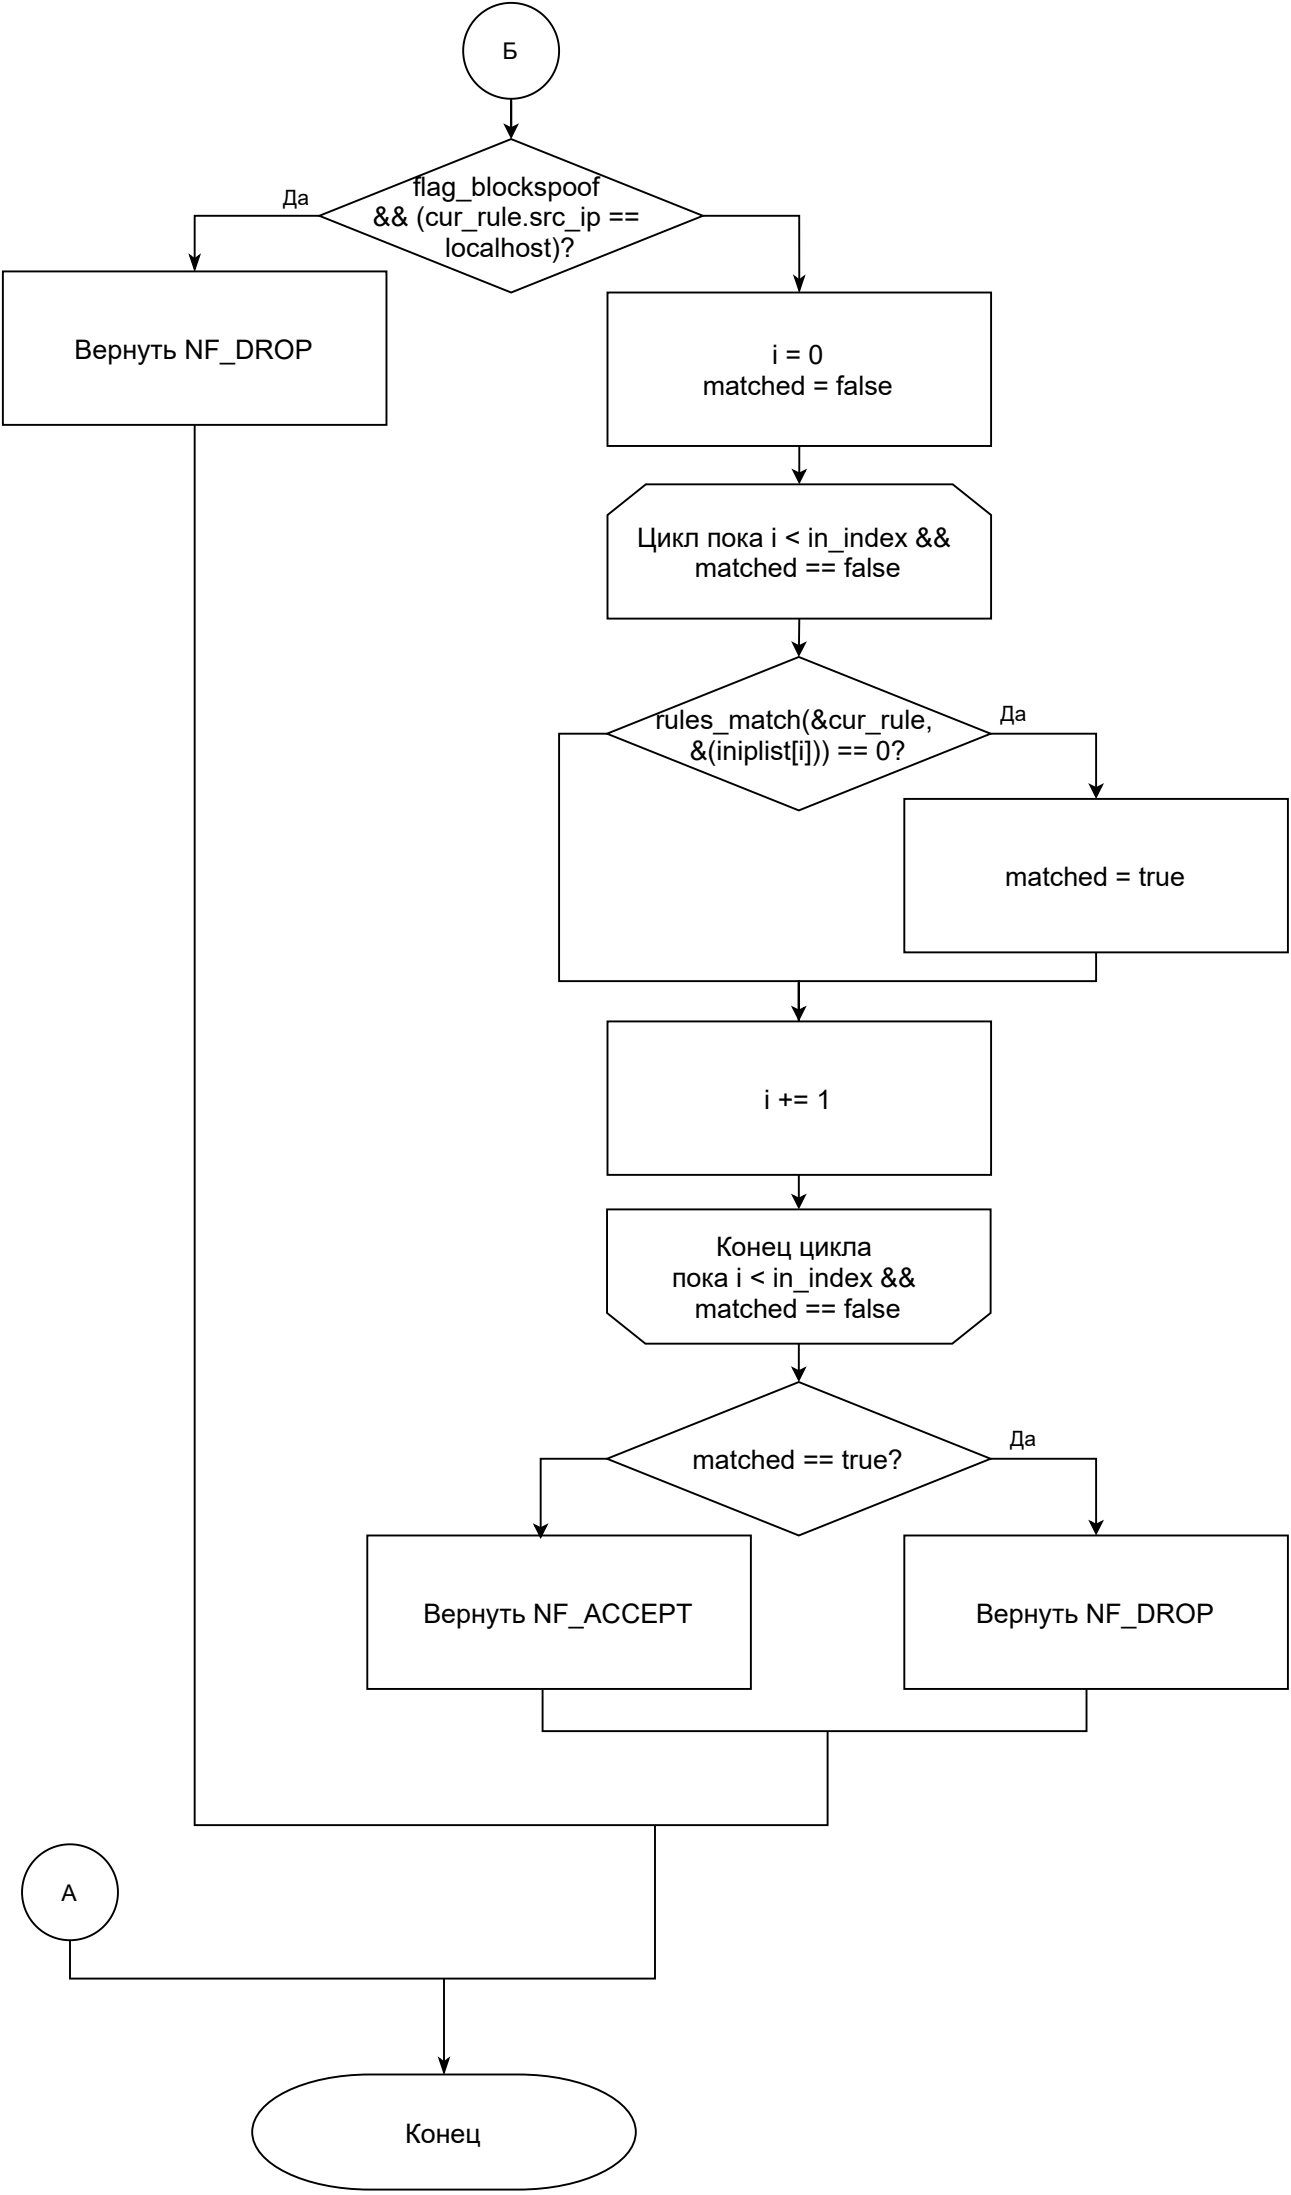 Б
flag_blockspoof
&& (cur_rule.src_ip ==
localhost)?
Да
Вернуть NF_DROP
i = 0
matched = false
Цикл пока i < in_index &&
matched == false
rules_match(&cur_rule,
&(iniplist[i])) == 0?
Да
matched = true
i += 1
Конец цикла
пока i < in_index &&
matched == false
matched == true?
Да
Вернуть NF_ACCEPT
Вернуть NF_DROP
А
Конец